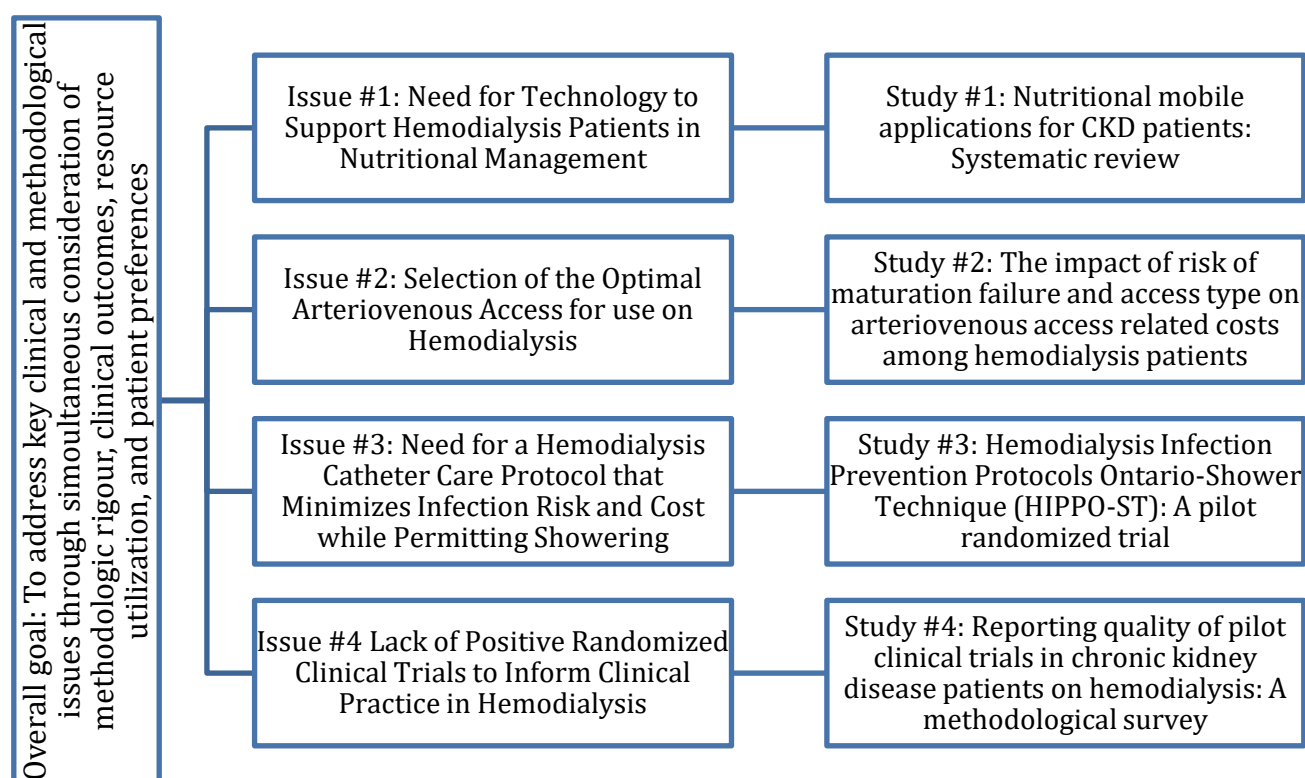 Overall goal: To address key clinical and methodological
issues through simoultaneous consideration of
methodologic rigour, clinical outcomes, resource
utilization, and patient preferences
Issue #1: Need for Technology to
Support Hemodialysis Patients in
Nutritional Management
Study #1: Nutritional mobile
applications for CKD patients:
Systematic review
Issue #2: Selection of the Optimal
Arteriovenous Access for use on
Hemodialysis
Study #2: The impact of risk of
maturation failure and access type on
arteriovenous access related costs
among hemodialysis patients
Issue #3: Need for a Hemodialysis
Catheter Care Protocol that
Minimizes Infection Risk and Cost
while Permitting Showering
Study #3: Hemodialysis Infection
Prevention Protocols Ontario-Shower
Technique (HIPPO-ST): A pilot
randomized trial
Issue #4 Lack of Positive Randomized
Clinical Trials to Inform Clinical
Practice in Hemodialysis
Study #4: Reporting quality of pilot
clinical trials in chronic kidney
disease patients on hemodialysis: A
methodological survey